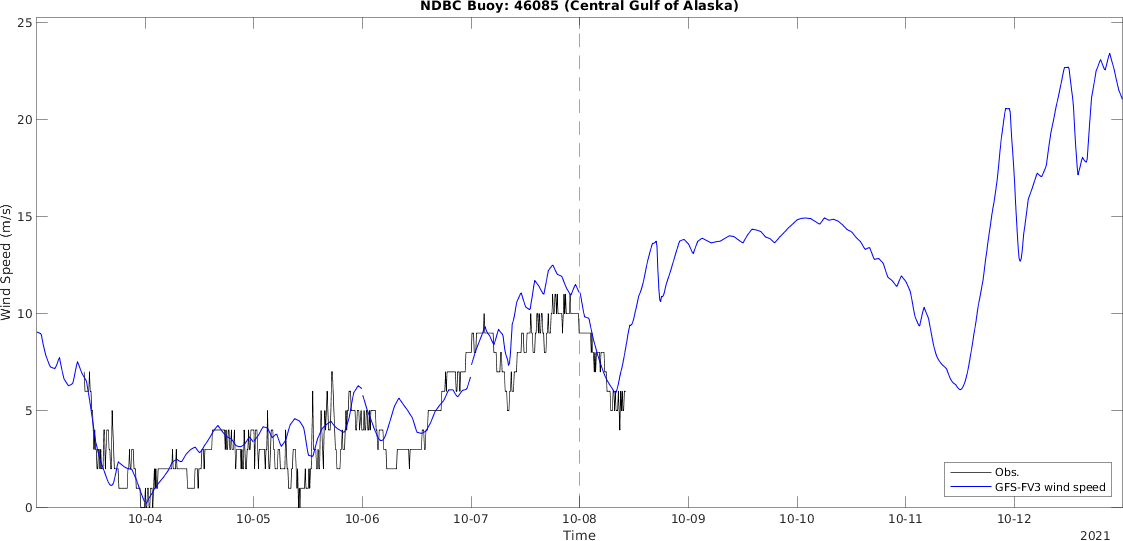 NDBC Buoy: 46085 (Central Gulf of Alaska)
25
20
15
10
5
0
Wind Speed (m/s)
10-04 10-05 10-06 10-07 10-08 10-09 10-10 10-11 10-12
Time
2021
Obs.
GFS-FV3 wind speed